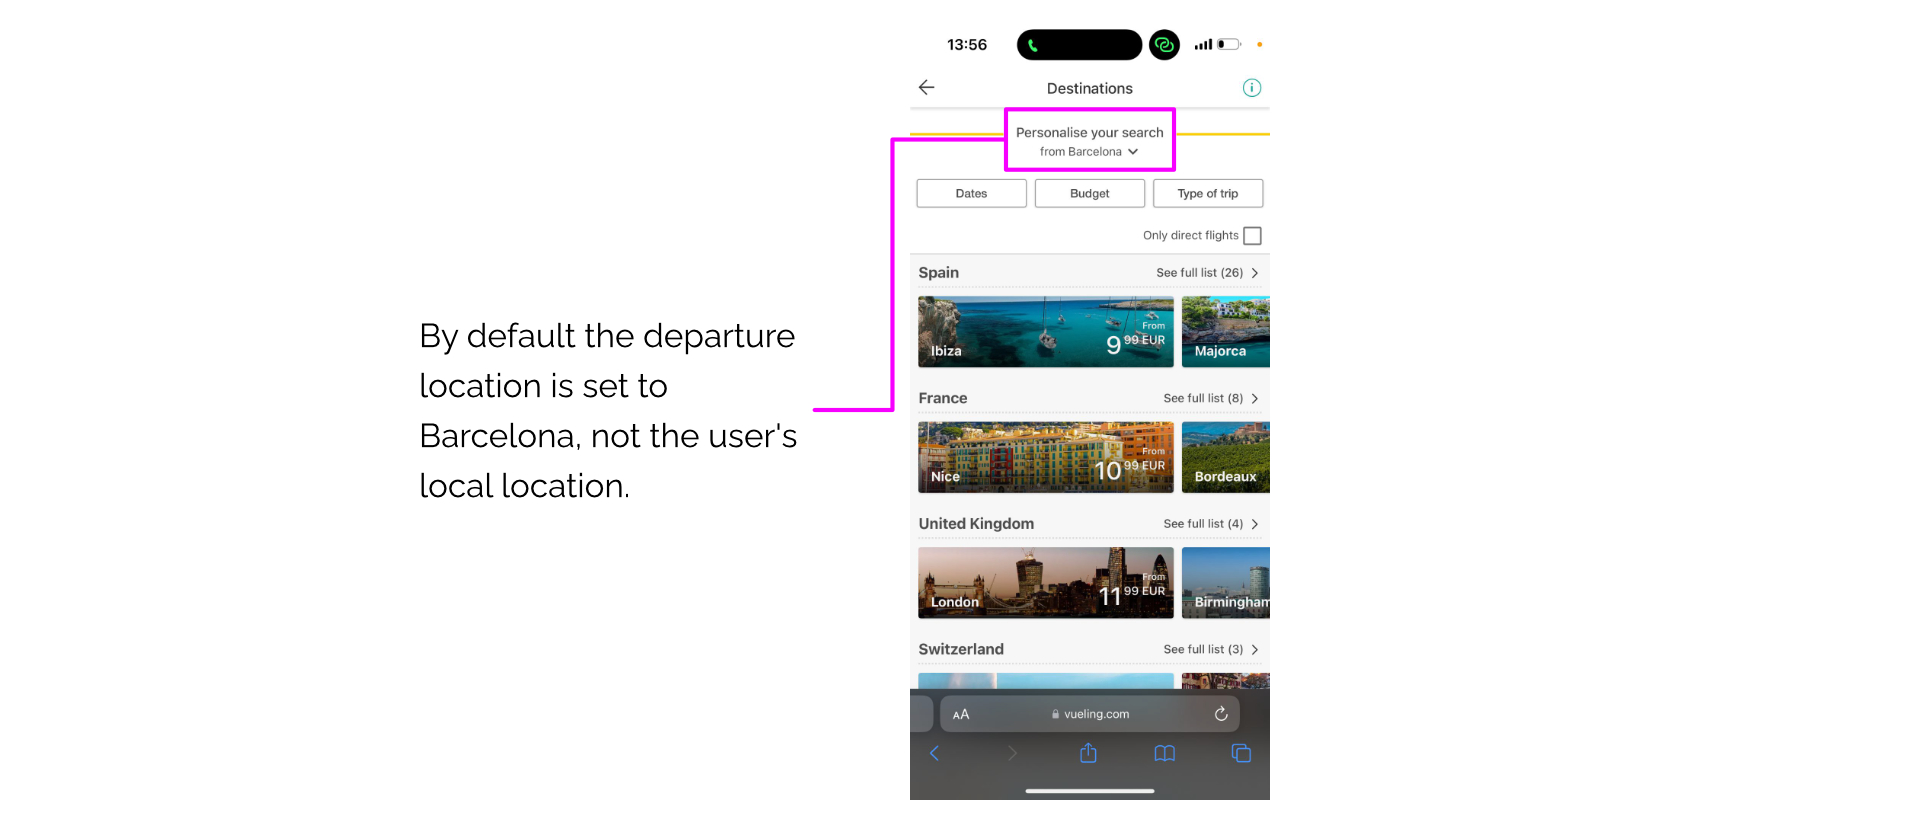 13:56
Destinations
Personalise your search
from Barcelona
Dates
Budget
Type of trip
Only direct flights
Spain
See full list (26)
Ibiza
From
9 99 EUR
Majorca
France
See full list (8)
Nice
From
10 99 EUR
Bordeaux
United Kingdom
See full list (4)
London
From
11 99 EUR
Birmingham
Switzerland
See full list (3)
AA
vueling.com
By default the departure
location is set to
Barcelona, not the user's
local location.